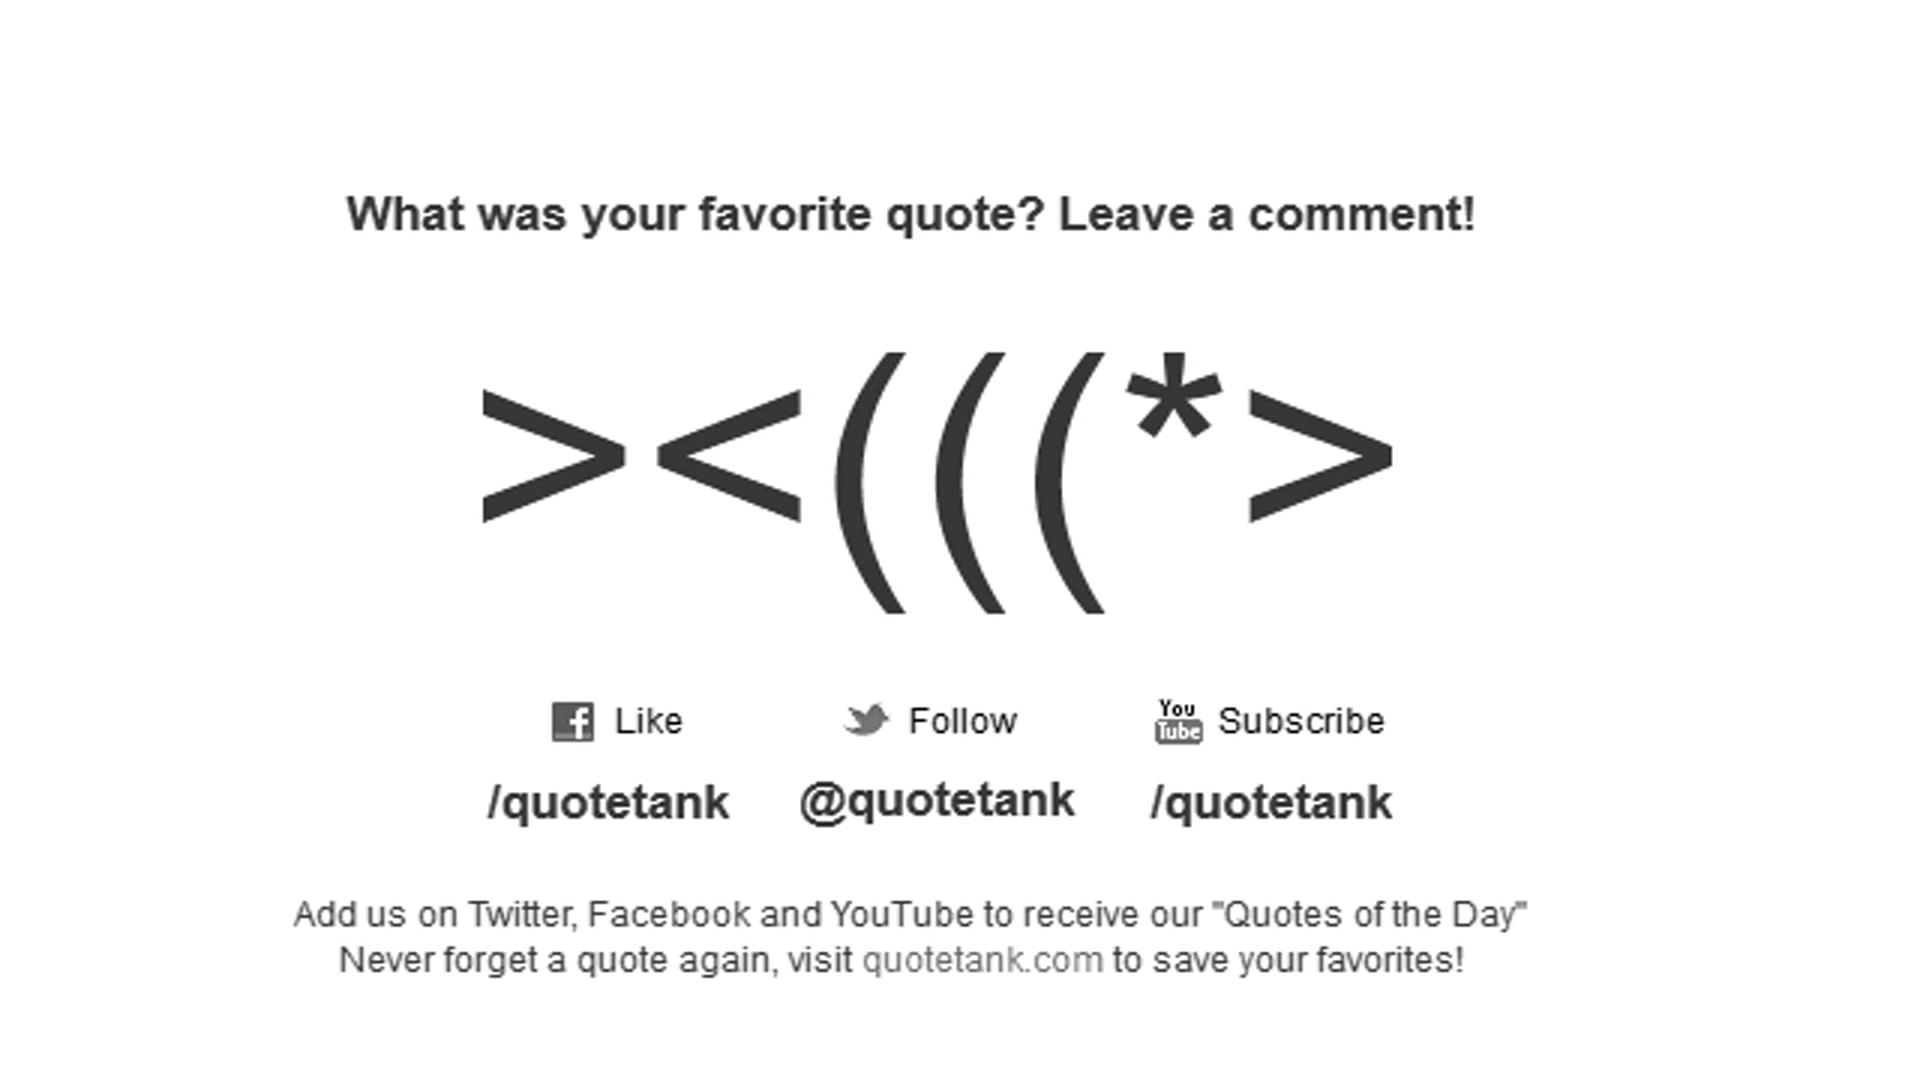 What was your favorite quote? Leave a comment!
><(((*>
f Like
Follow
You Tube Subscribe
/quotetank
@quotetank
/quotetank
Add us on Twitter, Facebook and YouTube to receive our "Quotes of the Day"
Never forget a quote again, visit quotetank.com to save your favorites!